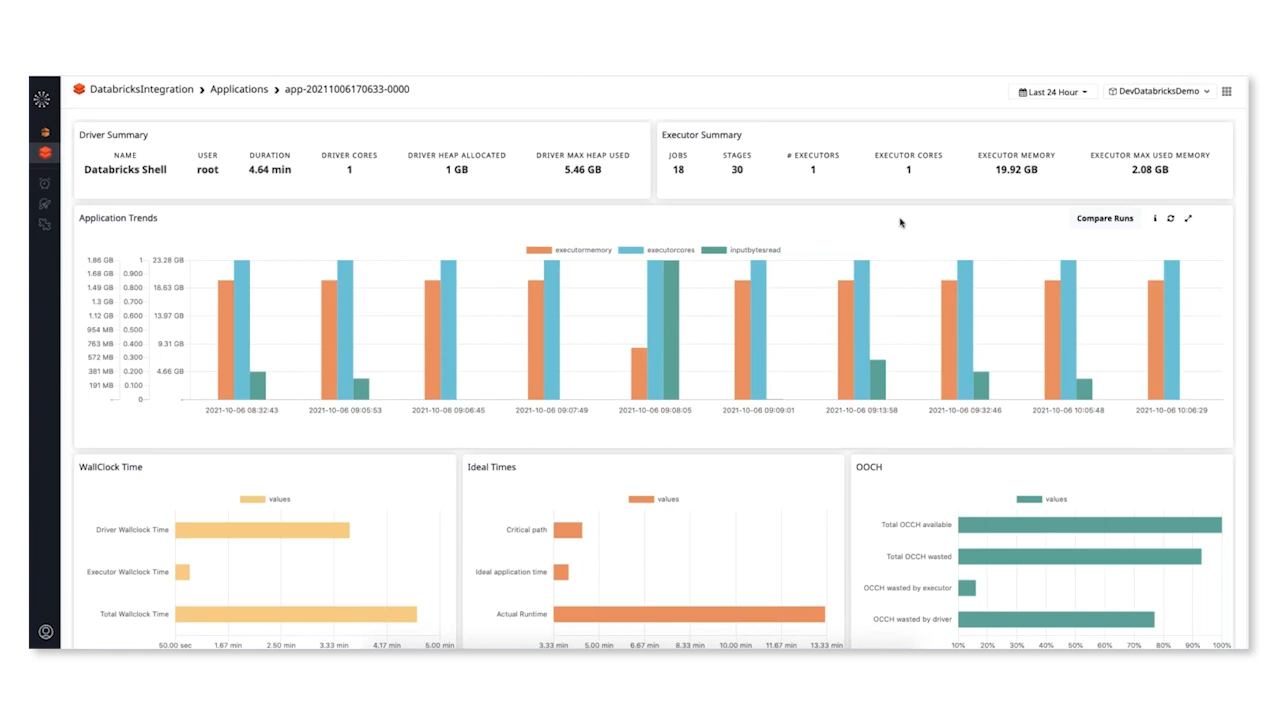 DatabricksIntegration > Applications > app-20211006170633-0000
Last 24 Hour
DevDatabricksDemo
Driver Summary
NAME USER DURATION DRIVER CORES DRIVER HEAP ALLOCATED DRIVER MAX HEAP USED
Databricks Shell root 4.64 min 1 1 GB 5.46 GB
Executor Summary
JOBS STAGES # EXECUTORS EXECUTOR CORES EXECUTOR MEMORY EXECUTOR MAX USED MEMORY
18 30 1 1 19.92 GB 2.08 GB
Application Trends
Compare Runs
executormemory executorcores inputbytesread
1.86 GB 1 23.28 GB
1.68 GB 0.900
1.49 GB 0.800 18.63 GB
1.3 GB 0.700
1.12 GB 0.600 13.97 GB
954 MB 0.500
763 MB 0.400 9.31 GB
572 MB 0.300
381 MB 0.200 4.66 GB
191 MB 0.100
0
2021-10-06 08:32:43 2021-10-06 09:05:53 2021-10-06 09:06:45 2021-10-06 09:07:49 2021-10-06 09:08:05 2021-10-06 09:09:01 2021-10-06 09:13:58 2021-10-06 09:32:46 2021-10-06 10:05:48 2021-10-06 10:06:29
WallClock Time
values
Driver Wallclock Time
Executor Wallclock Time
Total Wallclock Time
50.00 sec 1.67 min 2.50 min 3.33 min 4.17 min 5.00 min
Ideal Times
values
Critical path
Ideal application time
Actual Runtime
3.33 min 5.00 min 6.67 min 8.33 min 10.00 min 11.67 min 13.33 min
OOCH
values
Total OCCH available
Total OCCH wasted
OCCH wasted by executor
OCCH wasted by driver
10% 20% 30% 40% 50% 60% 70% 80% 90% 100%